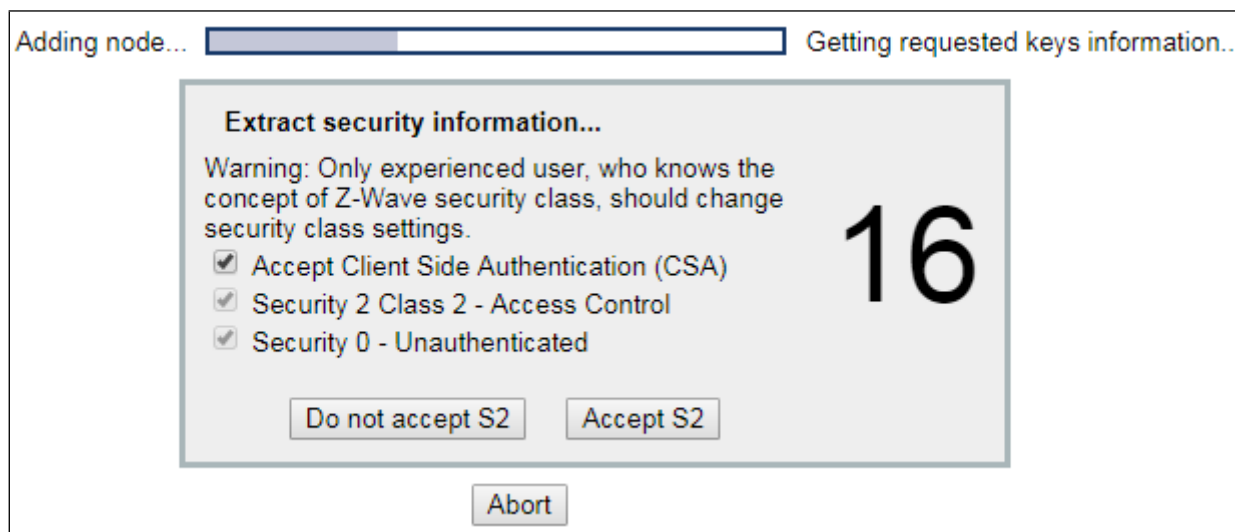 Adding node... Getting requested keys information..
Extract security information...
Warning: Only experienced user, who knows the
concept of Z-Wave security class, should change
security class settings.
16
Accept Client Side Authentication (CSA)
Security 2 Class 2 - Access Control
Security 0 - Unauthenticated
Do not accept S2 Accept S2
Abort